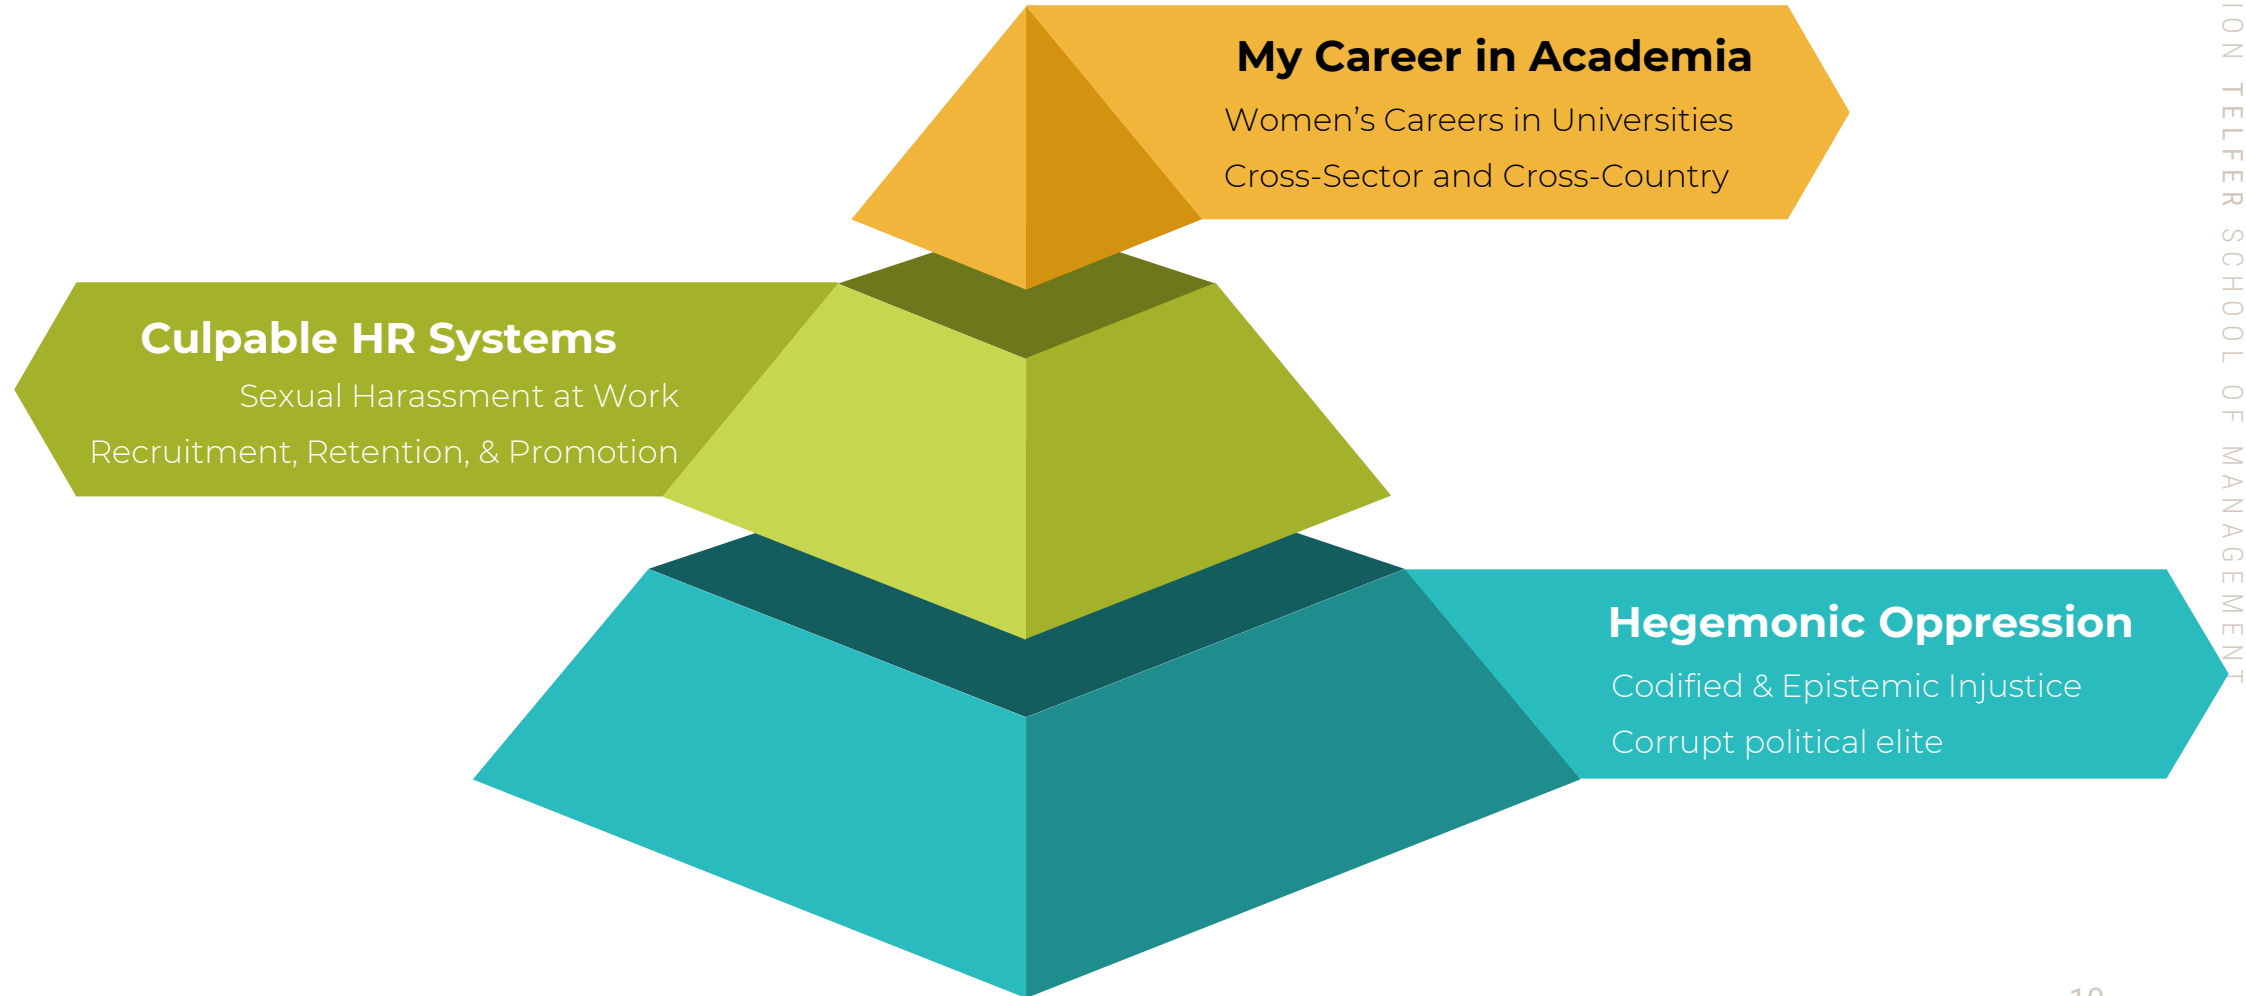 My Career in Academia
Women’s Careers in Universities
Cross-Sector and Cross-Country
Culpable HR Systems
Sexual Harassment at Work
Recruitment, Retention, & Promotion
Hegemonic Oppression
Codified & Epistemic Injustice
Corrupt political elite
TELFER SCHOOL OF MANAGEMENT